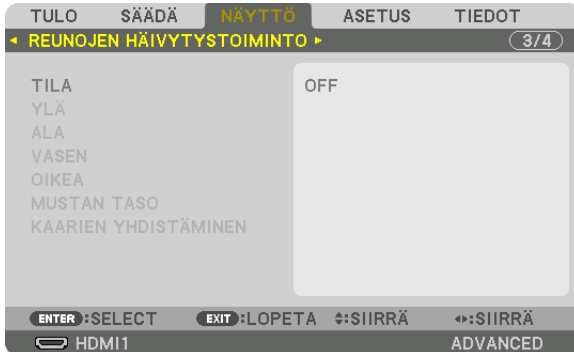 TULO SÄÄDÄ NÄYTTÖ ASETUS TIEDOT
REUNOJEN HÄIVYTYSTOIMINTO 3/4
TILA OFF
YLÄ
ALA
VASEN
OIKEA
MUSTAN TASO
KAARIEN YHDISTÄMINEN
ENTER :SELECT EXIT :LOPETA :SIIRRÄ :SIIRRÄ
HDMI1 ADVANCED